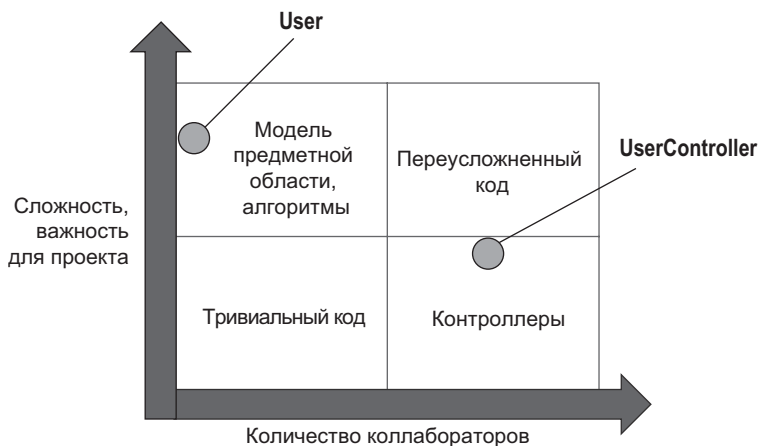 User
UserController
Модель
предметной
области,
алгоритмы
Переусложненный
код
Сложность,
важность
для проекта
Тривиальный код
Контроллеры
Количество коллабораторов